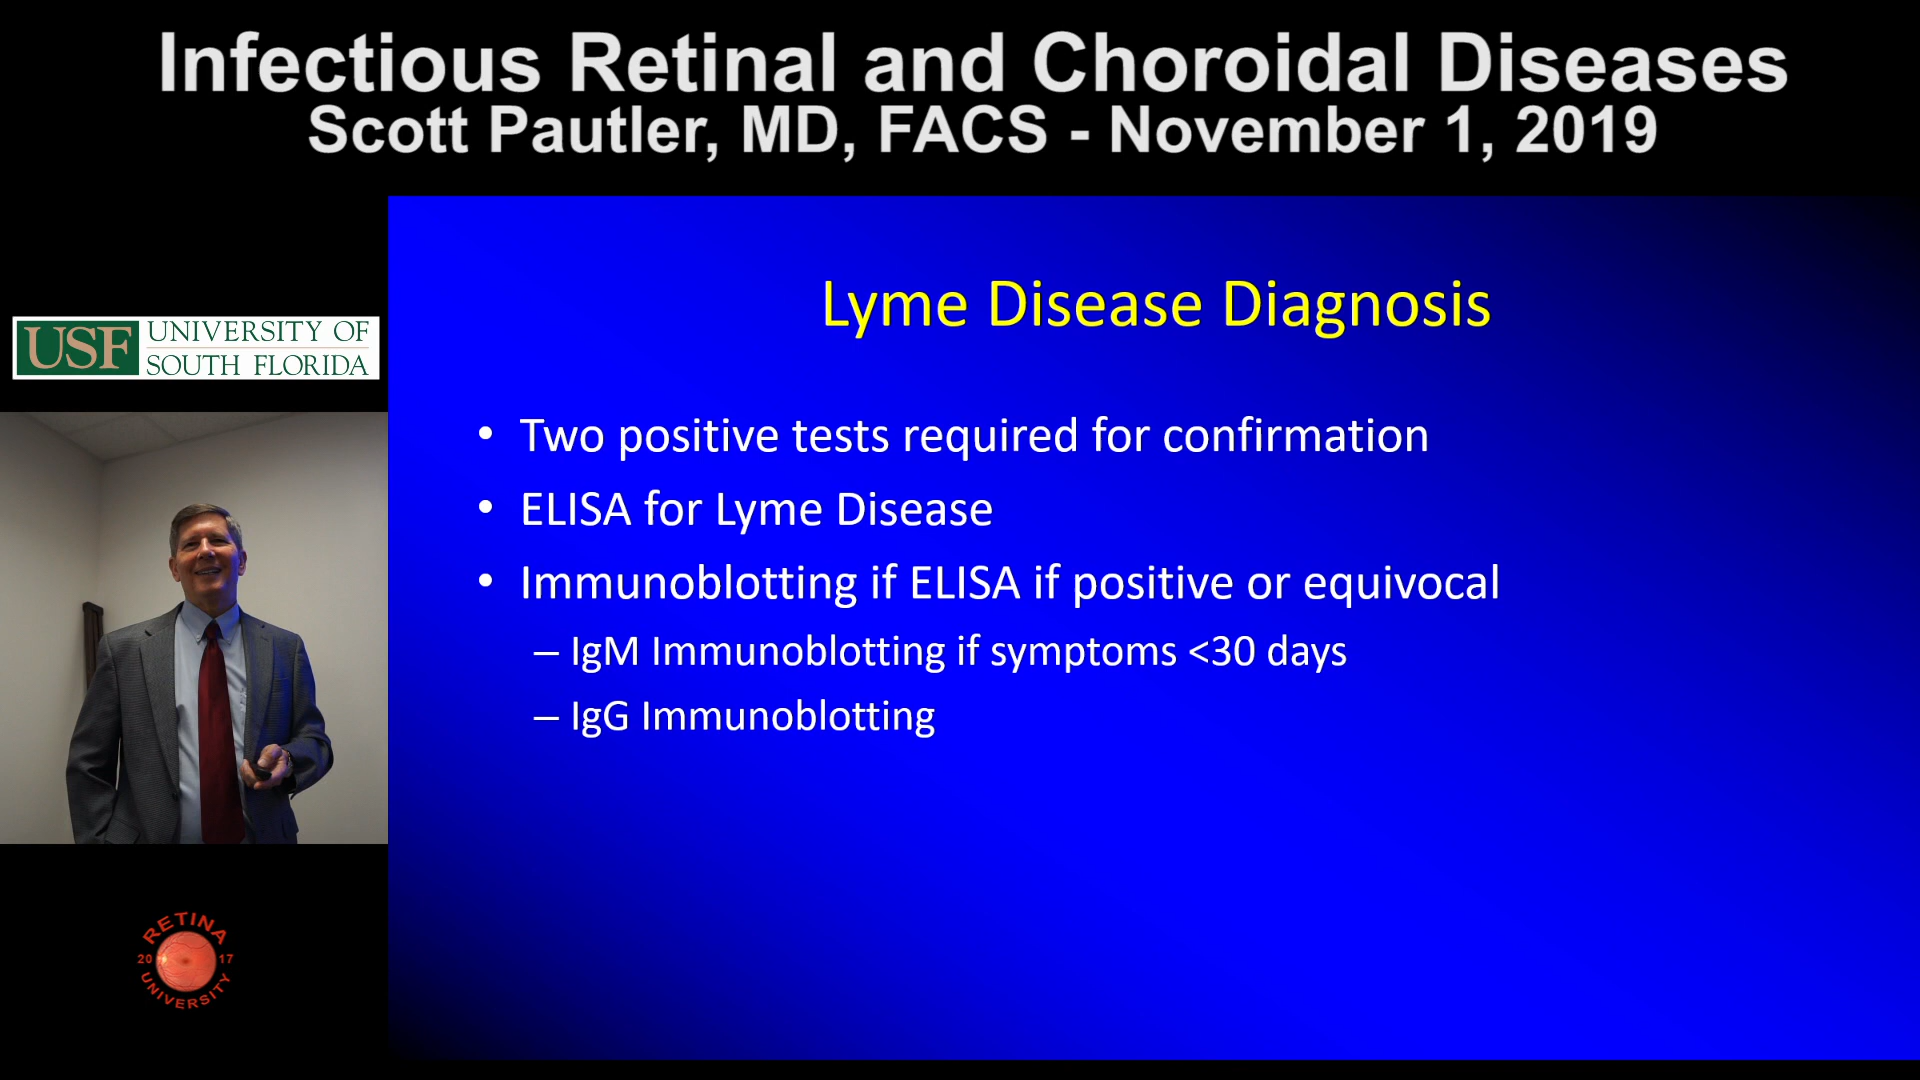 Infectious Retinal and Choroidal Diseases
Scott Pautler, MD, FACS - November 1, 2019
USF UNIVERSITY OF
SOUTH FLORIDA
Lyme Disease Diagnosis
• Two positive tests required for confirmation
• ELISA for Lyme Disease
• Immunoblotting if ELISA if positive or equivocal
– IgM Immunoblotting if symptoms <30 days
– IgG Immunoblotting
RETINA
20 17
UNIVERSITY